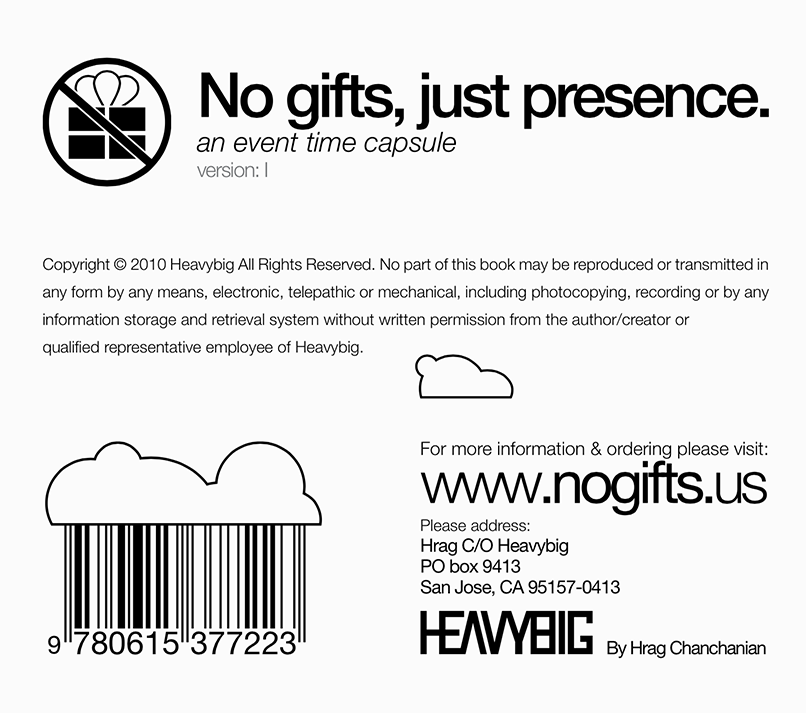 No gifts, just presence.
an event time capsule
version: I
Copyright © 2010 Heavybig All Rights Reserved. No part of this book may be reproduced or transmitted in
any form by any means, electronic, telepathic or mechanical, including photocopying, recording or by any
information storage and retrieval system without written permission from the author/creator or
qualified representative employee of Heavybig.
For more information & ordering please visit:
www.nogifts.us
Please address:
Hrag C/O Heavybig
PO box 9413
San Jose, CA 95157-0413
HEAVYBIG By Hrag Chanchanian
9 780615 377223